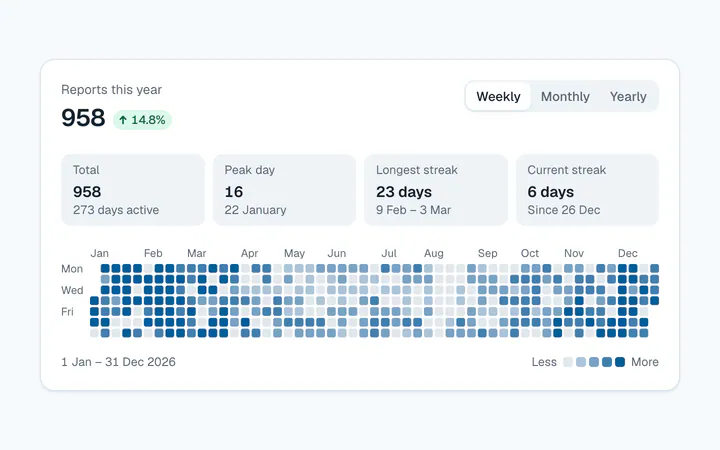 Reports this year
958 ↑ 14.8%
Weekly Monthly Yearly
Total
958
273 days active
Peak day
16
22 January
Longest streak
23 days
9 Feb – 3 Mar
Current streak
6 days
Since 26 Dec
Jan Feb Mar Apr May Jun Jul Aug Sep Oct Nov Dec
Mon
Wed
Fri
1 Jan – 31 Dec 2026
Less More